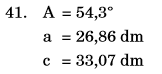 41. A = 54,3°
a = 26,86 dm
c = 33,07 dm